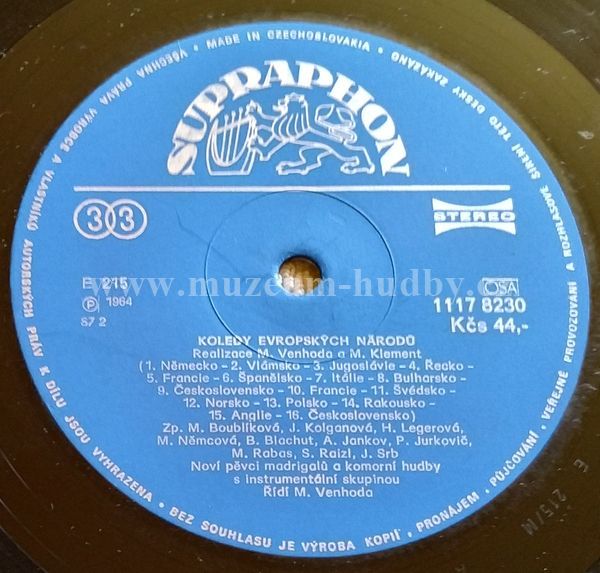 VŠECHNA PRÁVA VÝROBCE A VLASTNÍKŮ AUTORSKÝCH PRÁV K DÍLU JSOU VYHRAZENA • BEZ SOUHLASU JE VÝROBA KOPIÍ, PRONÁJEM, PŮJČOVÁNÍ, VEŘEJNÉ PROVOZOVÁNÍ A ROZHLASOVÉ ŠÍŘENÍ TÉTO DESKY ZAKÁZÁNO • MADE IN CZECHOSLOVAKIA •
SUPRAPHON
33
STEREO
E 215
Ⓟ 1964
SZ 2
www.muzetim-hudby.cz
OSA
1117 8230
Kčs 44,-
KOLEDY EVROPSKÝCH NÁRODŮ
Realizace M. Venhoda a M. Klement
(1. Německo - 2. Vlámsko - 3. Jugoslávie - 4. Řecko -
5. Francie - 6. Španělsko - 7. Itálie - 8. Bulharsko -
9. Československo - 10. Francie - 11. Švédsko -
12. Norsko - 13. Polsko - 14. Rakousko -
15. Anglie - 16. Československo)
Zp. M. Boublíková, J. Kolganová, H. Legerová,
M. Němcová, B. Blachut, A. Jankov, P. Jurkovič,
M. Rabas, S. Raizl, J. Srb
Noví pěvci madrigalů a komorní hudby
s instrumentální skupinou
Řídí M. Venhoda
E 215/M